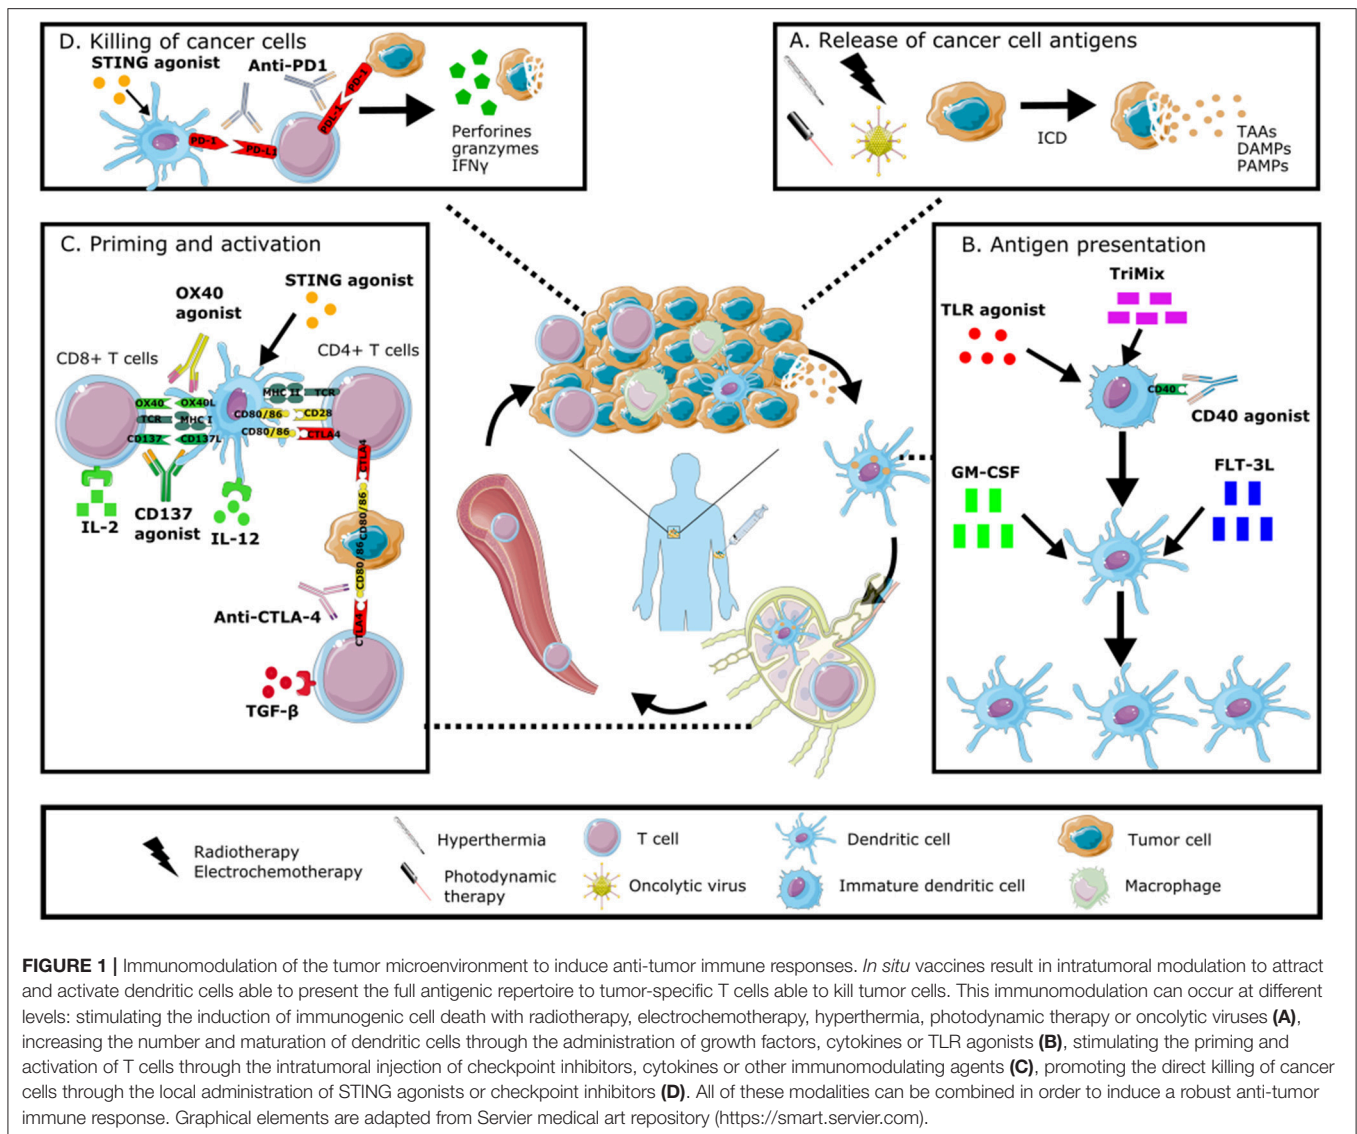 D. Killing of cancer cells
STING agonist
Anti-PD1
PD-1
PD-L1
PDL-1
PD-1
Perforines
granzymes
IFNγ
A. Release of cancer cell antigens
ICD
TAAs
DAMPs
PAMPs
C. Priming and activation
STING agonist
OX40
agonist
CD8+ T cells
CD4+ T cells
OX40
OX40L
TCR
MHC I
CD137
CD137L
MHC II
TCR
CD80/86
CD28
CD80/86
CTLA4
CTLA4
CD80/86
CD80/86
CTLA4
IL-2
CD137
agonist
IL-12
Anti-CTLA-4
TGF-β
B. Antigen presentation
TriMix
TLR agonist
CD40
CD40 agonist
GM-CSF
FLT-3L
Radiotherapy
Electrochemotherapy
Hyperthermia
Photodynamic
therapy
T cell
Oncolytic virus
Dendritic cell
Immature dendritic cell
Tumor cell
Macrophage
FIGURE 1 | Immunomodulation of the tumor microenvironment to induce anti-tumor immune responses. In situ vaccines result in intratumoral modulation to attract
and activate dendritic cells able to present the full antigenic repertoire to tumor-specific T cells able to kill tumor cells. This immunomodulation can occur at different
levels: stimulating the induction of immunogenic cell death with radiotherapy, electrochemotherapy, hyperthermia, photodynamic therapy or oncolytic viruses (A),
increasing the number and maturation of dendritic cells through the administration of growth factors, cytokines or TLR agonists (B), stimulating the priming and
activation of T cells through the intratumoral injection of checkpoint inhibitors, cytokines or other immunomodulating agents (C), promoting the direct killing of cancer
cells through the local administration of STING agonists or checkpoint inhibitors (D). All of these modalities can be combined in order to induce a robust anti-tumor
immune response. Graphical elements are adapted from Servier medical art repository (https://smart.servier.com).